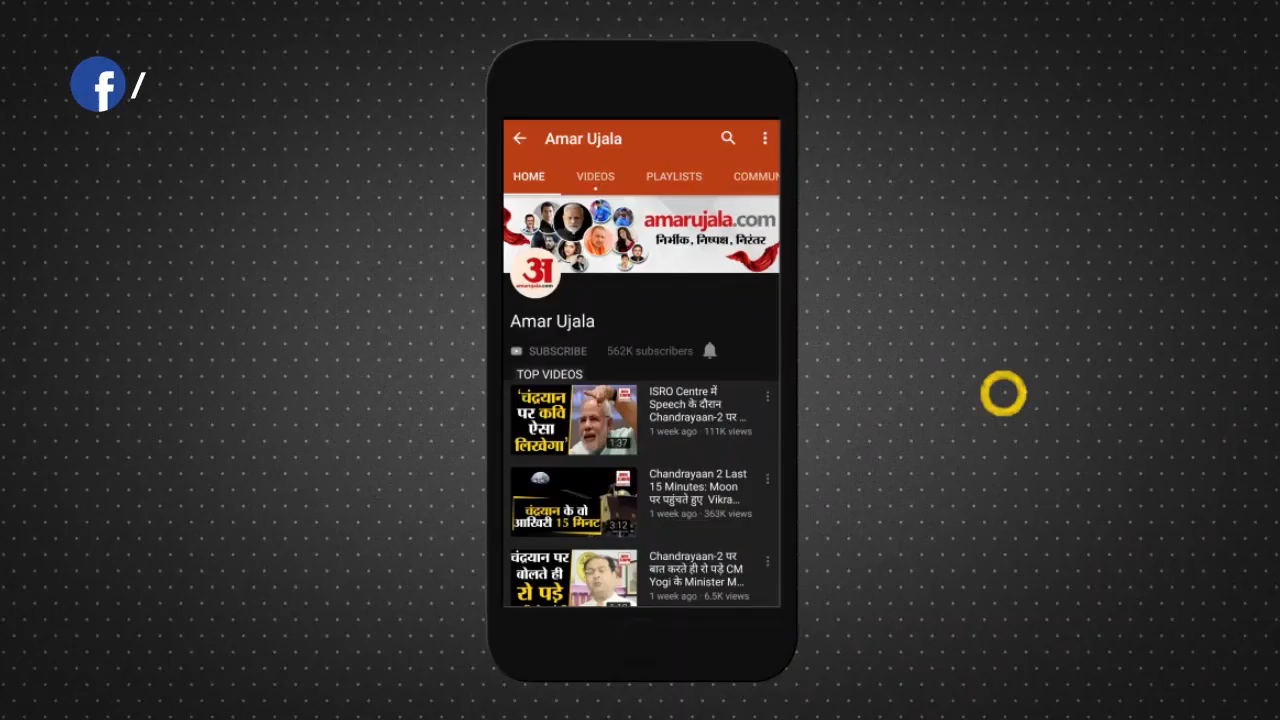 f/
Amar Ujala
HOME VIDEOS PLAYLISTS COMMUN
amarujala.com
निर्भीक, निष्पक्ष, निरंतर
अ
amarujala.com
Amar Ujala
SUBSCRIBE 562K subscribers
TOP VIDEOS
'चंद्रयान
पर कवि
ऐसा
लिखेगा'
1:37
ISRO Centre में
Speech के दौरान
Chandrayaan-2 पर ...
1 week ago · 111K views
चंद्रयान के वो
आखिरी 15 मिनट
3:12
Chandrayaan 2 Last
15 Minutes: Moon
पर पहुंचते हुए Vikra...
1 week ago · 363K views
चंद्रयान पर
बोलते ही
रो पड़े
Chandrayaan-2 पर
बात करते ही रो पड़े CM
Yogi के Minister M...
1 week ago · 6.5K views